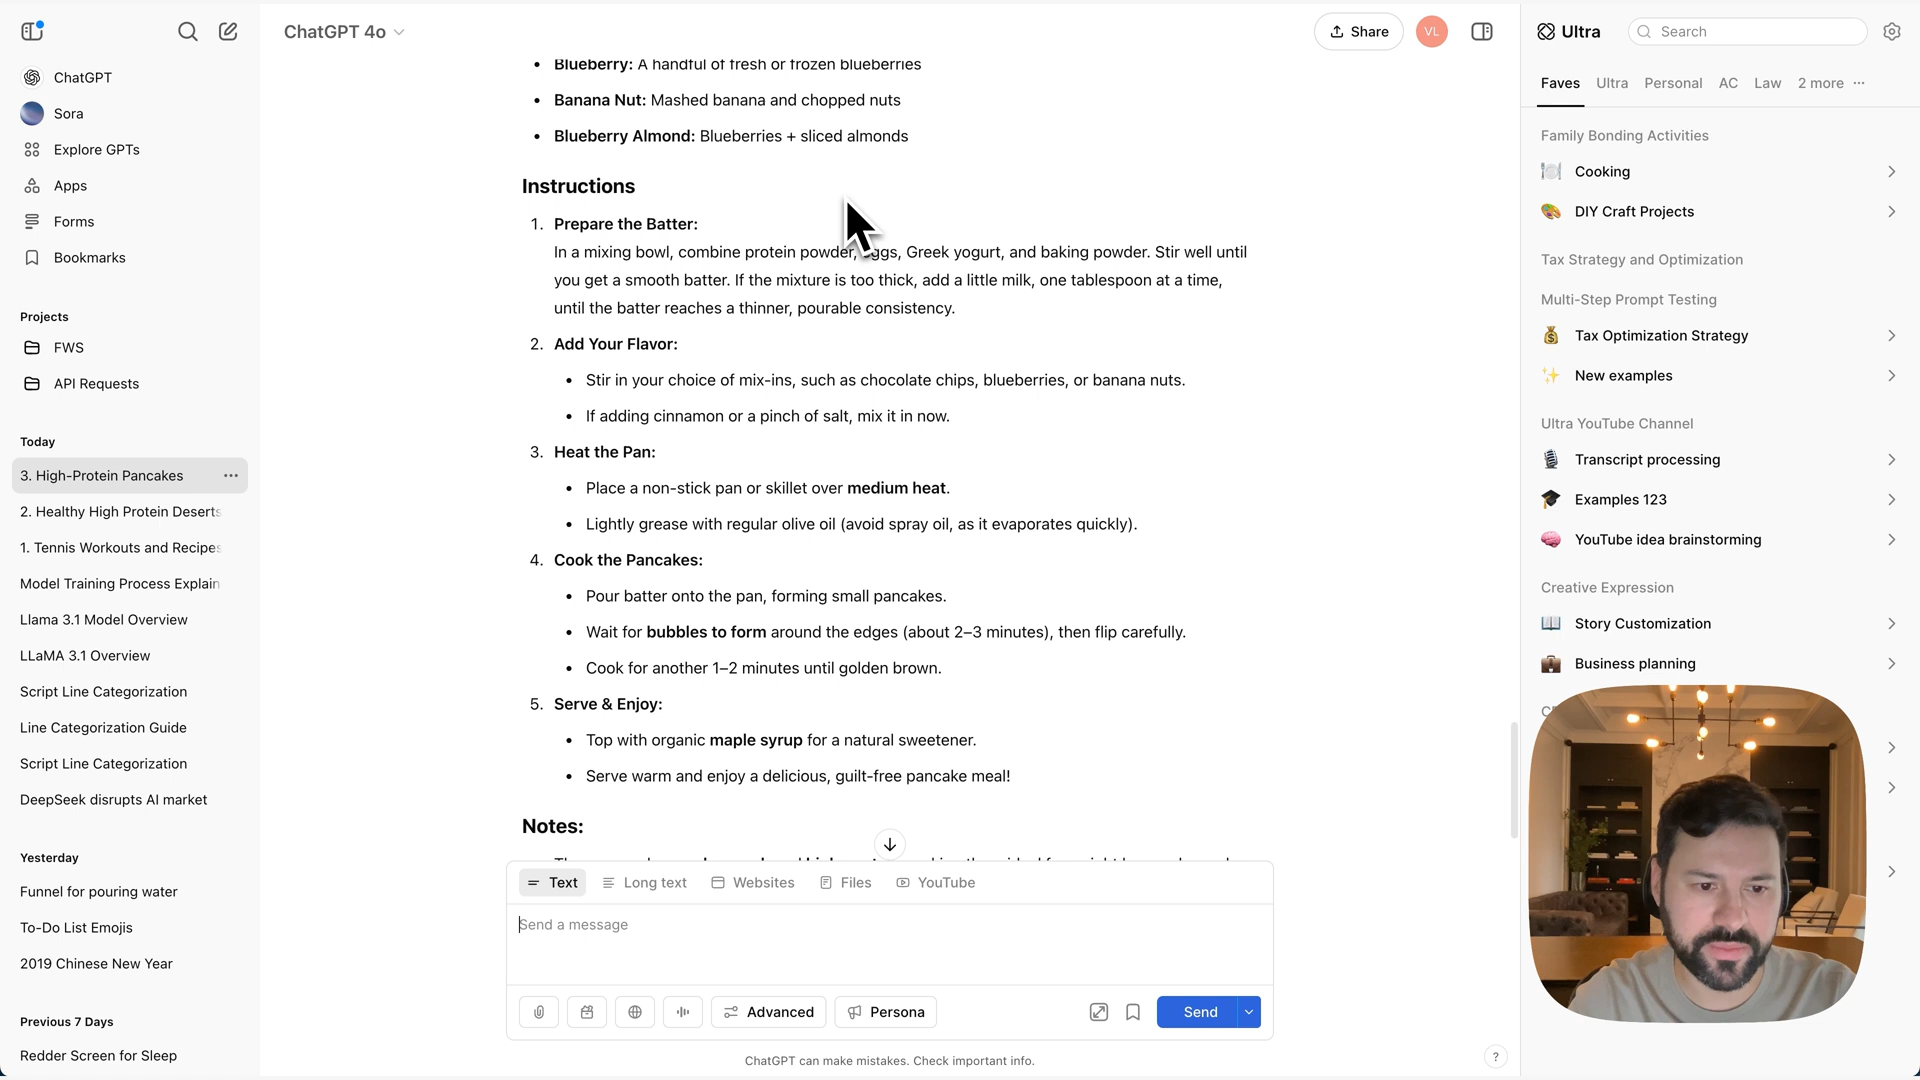 ChatGPT 4o
Share
VL
Ultra
Search
ChatGPT
Sora
Explore GPTs
Apps
Forms
Bookmarks
Projects
FWS
API Requests
Today
3. High-Protein Pancakes
2. Healthy High Protein Deserts
1. Tennis Workouts and Recipes
Model Training Process Explain
Llama 3.1 Model Overview
LLaMA 3.1 Overview
Script Line Categorization
Line Categorization Guide
Script Line Categorization
DeepSeek disrupts AI market
Yesterday
Funnel for pouring water
To-Do List Emojis
2019 Chinese New Year
Previous 7 Days
Redder Screen for Sleep
• Blueberry: A handful of fresh or frozen blueberries
• Banana Nut: Mashed banana and chopped nuts
• Blueberry Almond: Blueberries + sliced almonds
Instructions
1. Prepare the Batter:
In a mixing bowl, combine protein powder, eggs, Greek yogurt, and baking powder. Stir well until
you get a smooth batter. If the mixture is too thick, add a little milk, one tablespoon at a time,
until the batter reaches a thinner, pourable consistency.
2. Add Your Flavor:
• Stir in your choice of mix-ins, such as chocolate chips, blueberries, or banana nuts.
• If adding cinnamon or a pinch of salt, mix it in now.
3. Heat the Pan:
• Place a non-stick pan or skillet over medium heat.
• Lightly grease with regular olive oil (avoid spray oil, as it evaporates quickly).
4. Cook the Pancakes:
• Pour batter onto the pan, forming small pancakes.
• Wait for bubbles to form around the edges (about 2–3 minutes), then flip carefully.
• Cook for another 1–2 minutes until golden brown.
5. Serve & Enjoy:
• Top with organic maple syrup for a natural sweetener.
• Serve warm and enjoy a delicious, guilt-free pancake meal!
Notes:
Text
Long text
Websites
Files
YouTube
Send a message
Advanced
Persona
Send
ChatGPT can make mistakes. Check important info.
?
Faves
Ultra
Personal
AC
Law
2 more
Family Bonding Activities
Cooking
DIY Craft Projects
Tax Strategy and Optimization
Multi-Step Prompt Testing
Tax Optimization Strategy
New examples
Ultra YouTube Channel
Transcript processing
Examples 123
YouTube idea brainstorming
Creative Expression
Story Customization
Business planning